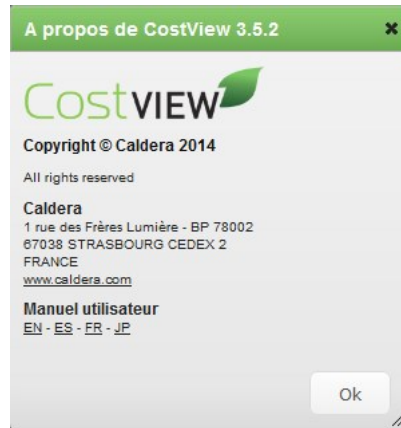 A propos de CostView 3.5.2
CostVIEW
Copyright © Caldera 2014
All rights reserved
Caldera
1 rue des Frères Lumière - BP 78002
67038 STRASBOURG CEDEX 2
FRANCE
www.caldera.com
Manuel utilisateur
EN - ES - FR - JP
Ok